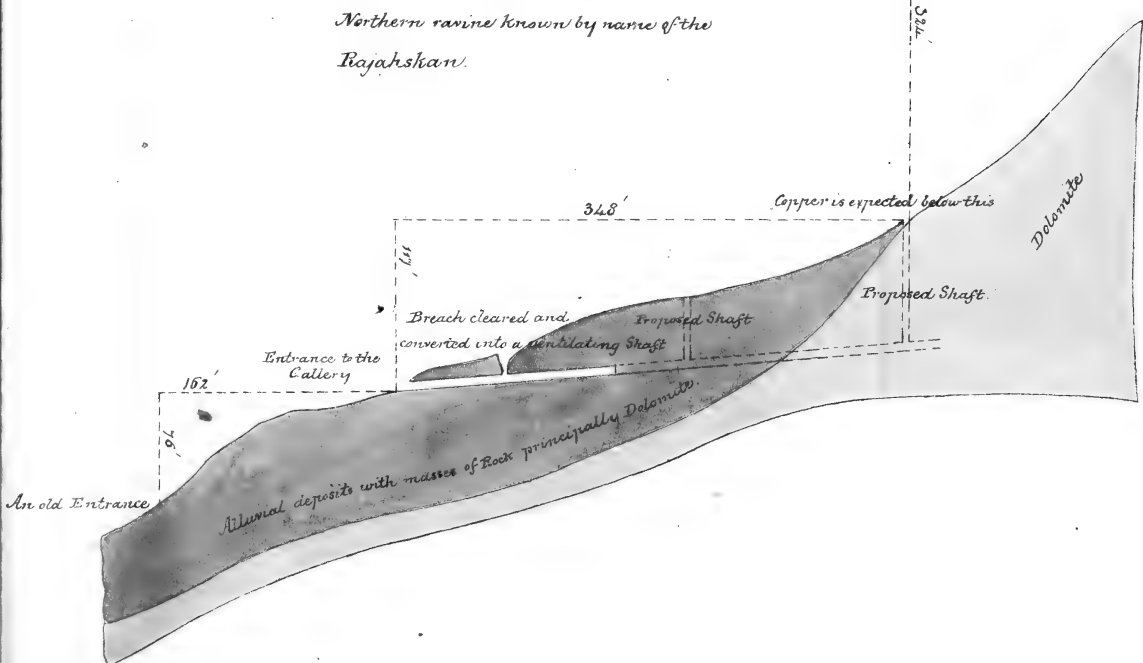 Northern ravine known by name of the
Rajahskan.
324'
348'
Copper is expected below this
Dolomite
117'
Proposed Shaft.
Breach cleared and
converted into a ventilating Shaft
Proposed Shaft
Entrance to the
Gallery
162'
76'
An old Entrance
Alluvial deposits with masses of Rock principally Dolomite.